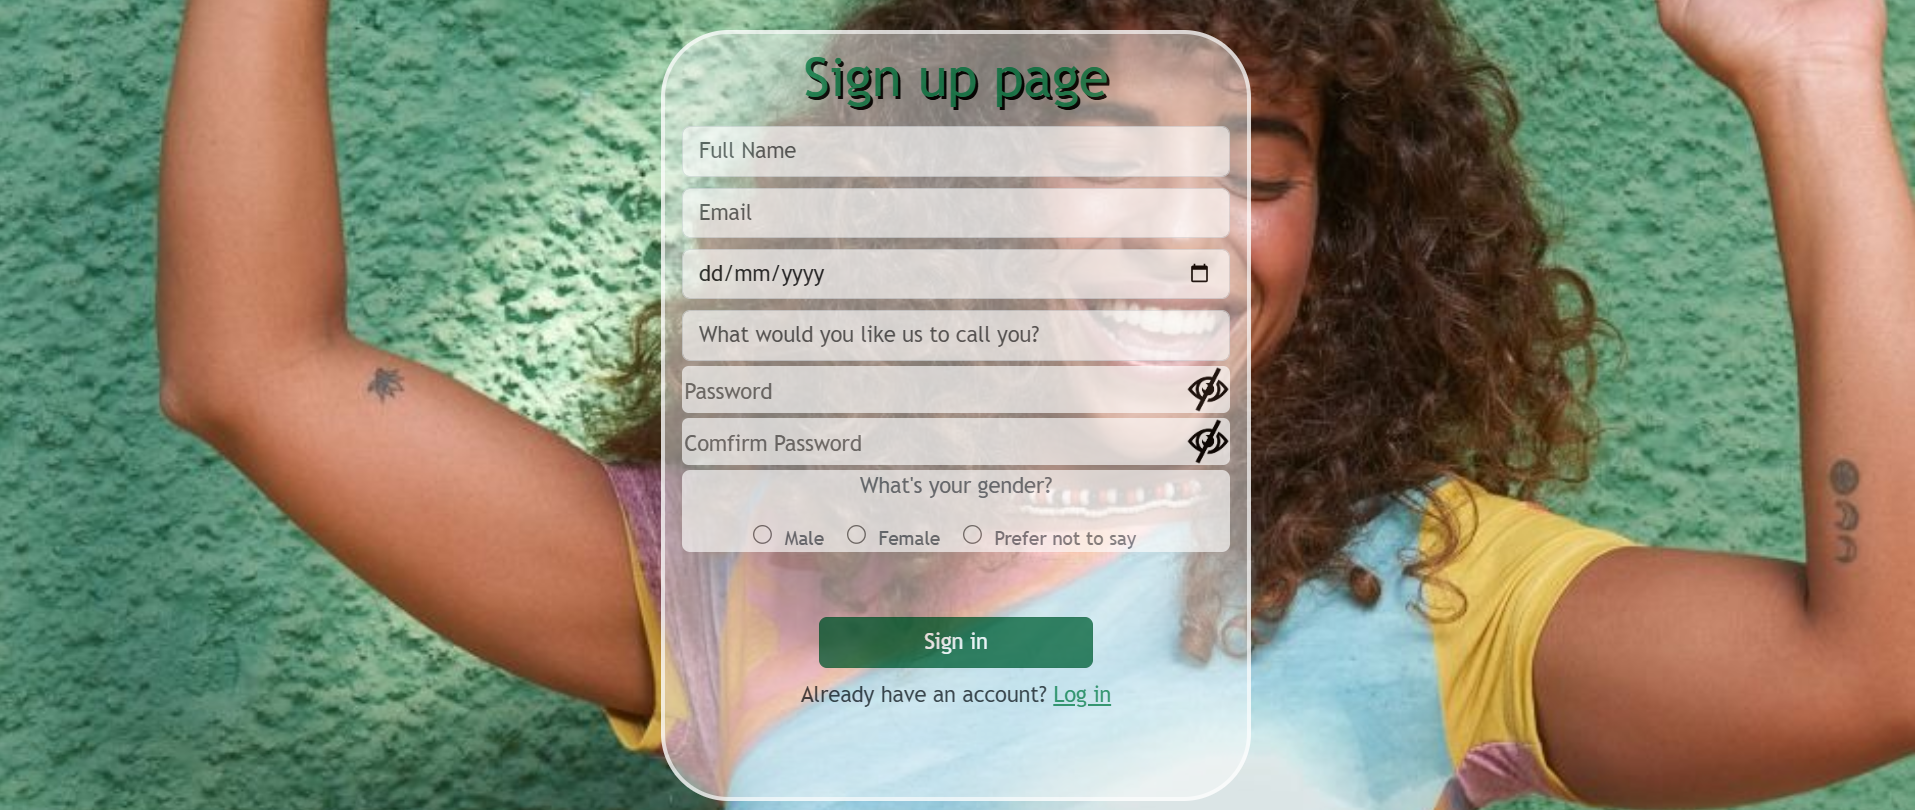 Sign up page
Full Name
Email
dd/mm/yyyy
What would you like us to call you?
Password
Comfirm Password
What's your gender?
Male Female Prefer not to say
Sign in
Already have an account? Log in